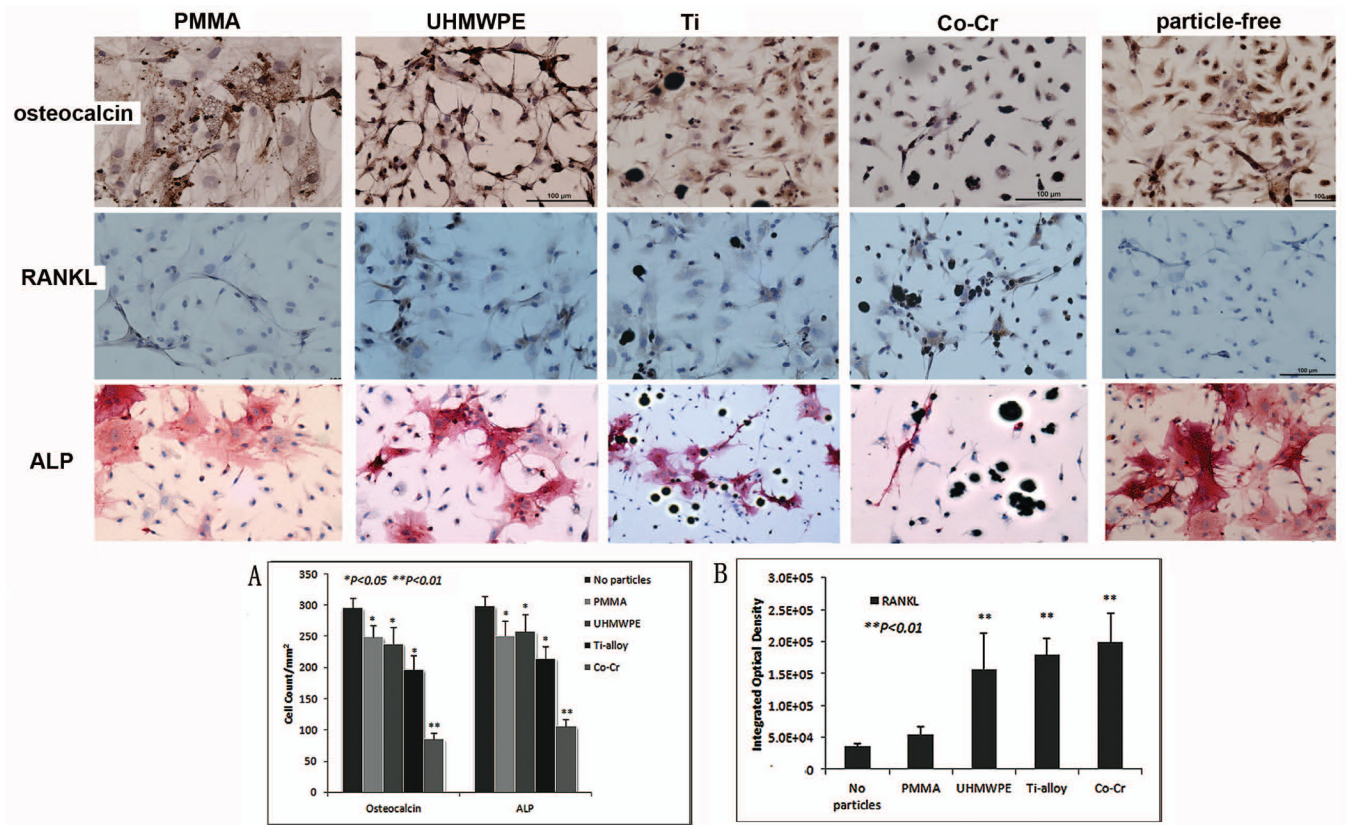 PMMA UHMWPE Ti Co-Cr particle-free
osteocalcin
100 µm
100 µm
100 µm
RANKL
100 µm
ALP
A
*P<0.05 **P<0.01
No particles
PMMA
UHMWPE
Ti-alloy
Co-Cr
Cell Count/mm²
350
300
250
200
150
100
50
0
* * * **
* * * **
Osteocalcin ALP
B
RANKL
**P<0.01
Integrated Optical Density
3.0E+05
2.5E+05
2.0E+05
1.5E+05
1.0E+05
5.0E+04
0.0E+00
** ** **
No particles PMMA UHMWPE Ti-alloy Co-Cr